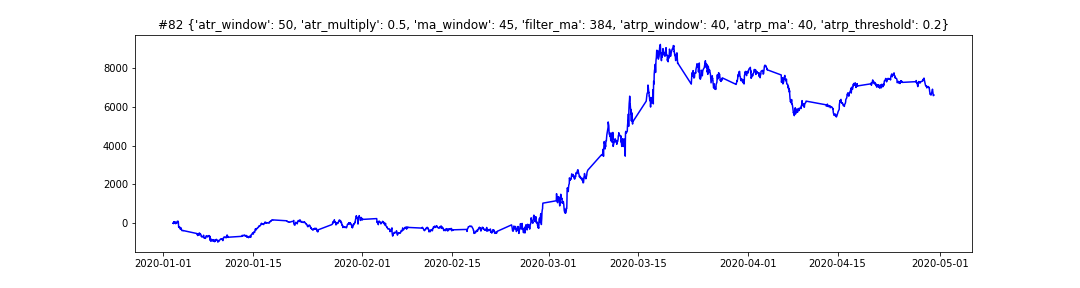 #82 {'atr_window': 50, 'atr_multiply': 0.5, 'ma_window': 45, 'filter_ma': 384, 'atrp_window': 40, 'atrp_ma': 40, 'atrp_threshold': 0.2}
8000
6000
4000
2000
0
2020-01-01 2020-01-15 2020-02-01 2020-02-15 2020-03-01 2020-03-15 2020-04-01 2020-04-15 2020-05-01